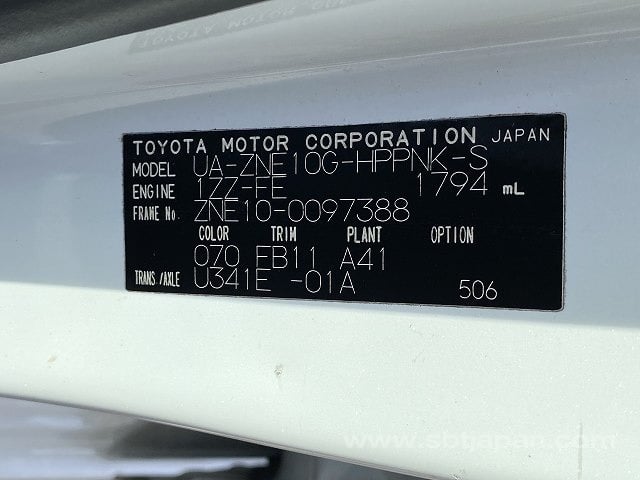 TOYOTA MOTOR CORPORATION JAPAN
MODEL UA-ZNE10G-HPPNK-S
ENGINE 1ZZ-FE 1794 mL
FRAME No. ZNE10-0097388
COLOR TRIM PLANT OPTION
070 FB11 A41
TRANS./AXLE U341E -01A
506
www.sbtjapan.com